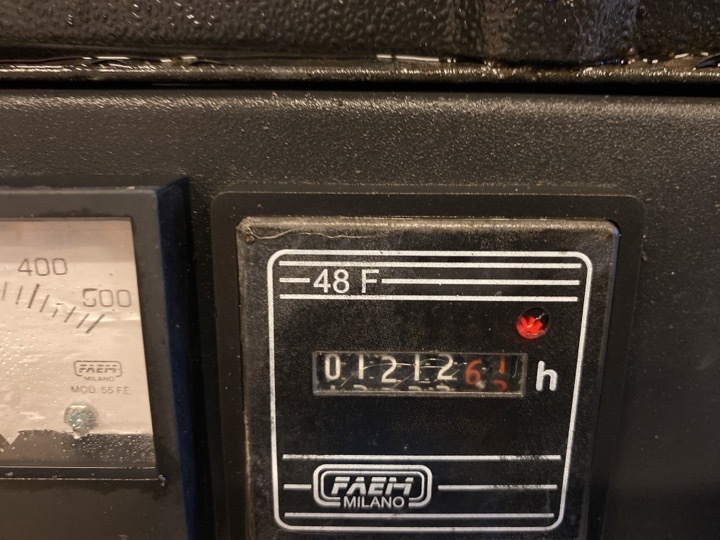 400
500
FAEM
MILANO
MOD. 55 F.E.
48 F
0121261
h
FAEM
MILANO